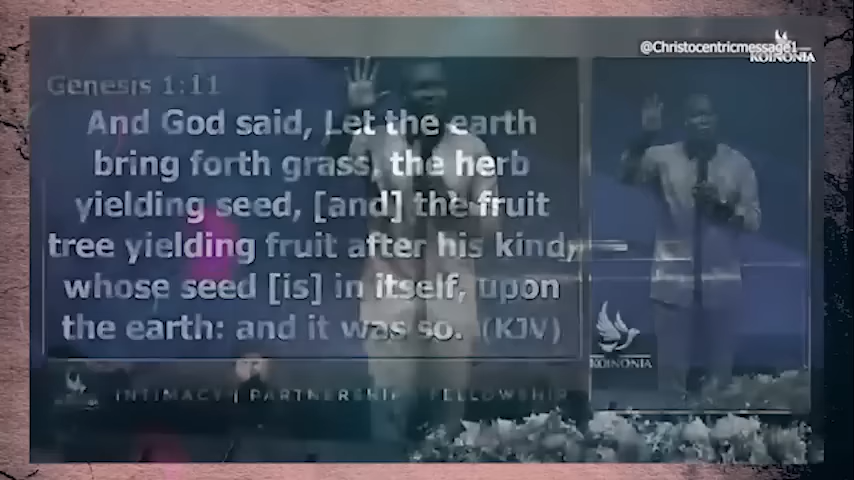 @Christocentricmessage1
KOINONIA
Genesis 1:11
And God said, Let the earth
bring forth grass, the herb
yielding seed, [and] the fruit
tree yielding fruit after his kind,
whose seed [is] in itself, upon
the earth: and it was so. (KJV)
KOINONIA
INTIMACY | PARTNERSHIP FELLOWSHIP